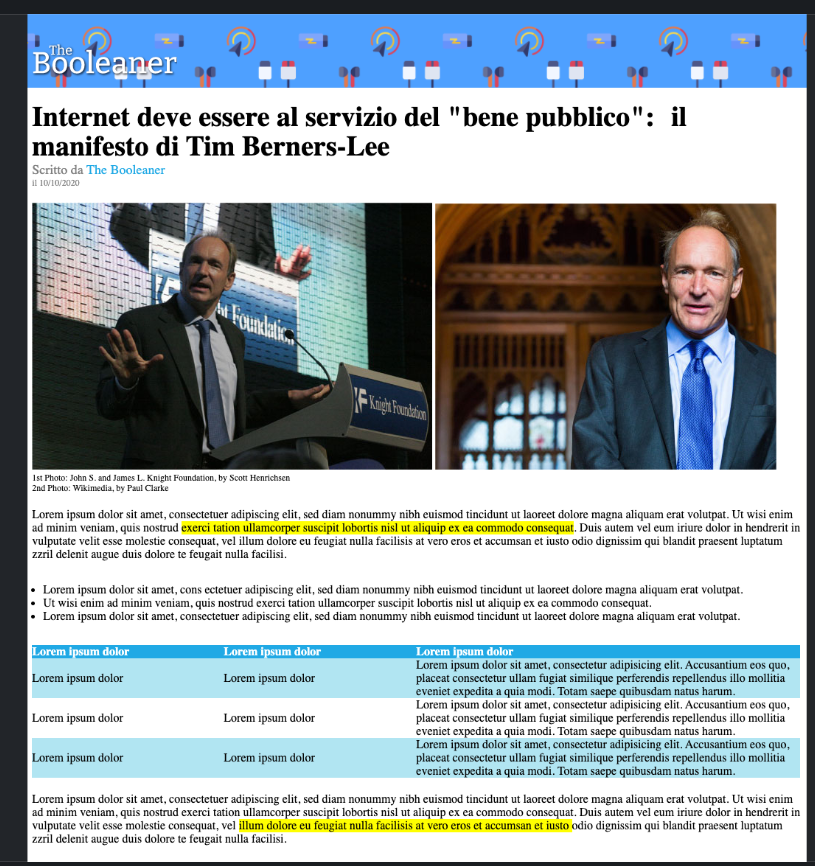 The
Booleaner
Internet deve essere al servizio del "bene pubblico":  il
manifesto di Tim Berners-Lee
Scritto da The Booleaner
il 10/10/2020
Knight Foundation
Knight Foundation
1st Photo: John S. and James L. Knight Foundation, by Scott Henrichsen
2nd Photo: Wikimedia, by Paul Clarke
Lorem ipsum dolor sit amet, consectetuer adipiscing elit, sed diam nonummy nibh euismod tincidunt ut laoreet dolore magna aliquam erat volutpat. Ut wisi enim
ad minim veniam, quis nostrud exerci tation ullamcorper suscipit lobortis nisl ut aliquip ex ea commodo consequat. Duis autem vel eum iriure dolor in hendrerit in
vulputate velit esse molestie consequat, vel illum dolore eu feugiat nulla facilisis at vero eros et accumsan et iusto odio dignissim qui blandit praesent luptatum
zzril delenit augue duis dolore te feugait nulla facilisi.
• Lorem ipsum dolor sit amet, cons ectetuer adipiscing elit, sed diam nonummy nibh euismod tincidunt ut laoreet dolore magna aliquam erat volutpat.
• Ut wisi enim ad minim veniam, quis nostrud exerci tation ullamcorper suscipit lobortis nisl ut aliquip ex ea commodo consequat.
• Lorem ipsum dolor sit amet, consectetuer adipiscing elit, sed diam nonummy nibh euismod tincidunt ut laoreet dolore magna aliquam erat volutpat.
Lorem ipsum dolor Lorem ipsum dolor Lorem ipsum dolor
Lorem ipsum dolor Lorem ipsum dolor Lorem ipsum dolor sit amet, consectetur adipisicing elit. Accusantium eos quo,
placeat consectetur ullam fugiat similique perferendis repellendus illo mollitia
eveniet expedita a quia modi. Totam saepe quibusdam natus harum.
Lorem ipsum dolor Lorem ipsum dolor Lorem ipsum dolor sit amet, consectetur adipisicing elit. Accusantium eos quo,
placeat consectetur ullam fugiat similique perferendis repellendus illo mollitia
eveniet expedita a quia modi. Totam saepe quibusdam natus harum.
Lorem ipsum dolor Lorem ipsum dolor Lorem ipsum dolor sit amet, consectetur adipisicing elit. Accusantium eos quo,
placeat consectetur ullam fugiat similique perferendis repellendus illo mollitia
eveniet expedita a quia modi. Totam saepe quibusdam natus harum.
Lorem ipsum dolor sit amet, consectetuer adipiscing elit, sed diam nonummy nibh euismod tincidunt ut laoreet dolore magna aliquam erat volutpat. Ut wisi enim
ad minim veniam, quis nostrud exerci tation ullamcorper suscipit lobortis nisl ut aliquip ex ea commodo consequat. Duis autem vel eum iriure dolor in hendrerit in
vulputate velit esse molestie consequat, vel illum dolore eu feugiat nulla facilisis at vero eros et accumsan et iusto odio dignissim qui blandit praesent luptatum
zzril delenit augue duis dolore te feugait nulla facilisi.